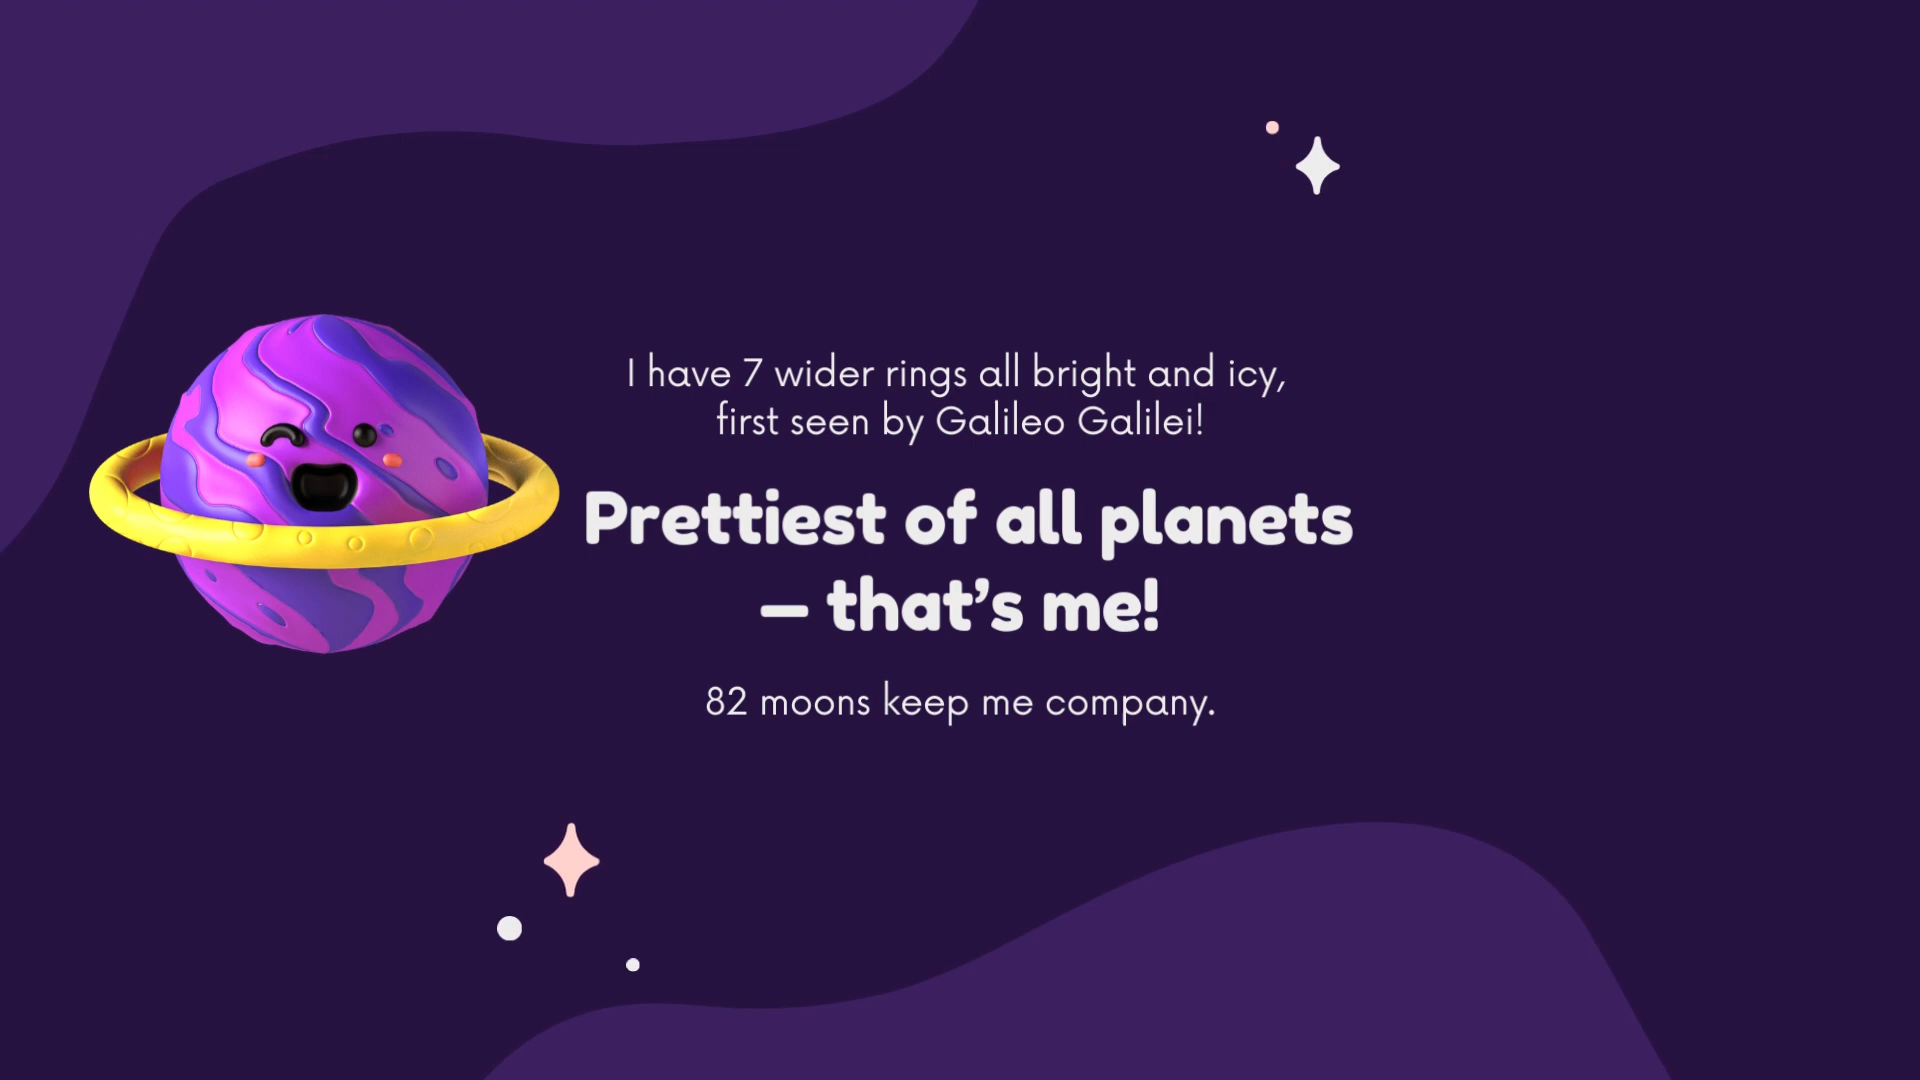 I have 7 wider rings all bright and icy,
first seen by Galileo Galilei!
Prettiest of all planets
– that’s me!
82 moons keep me company.